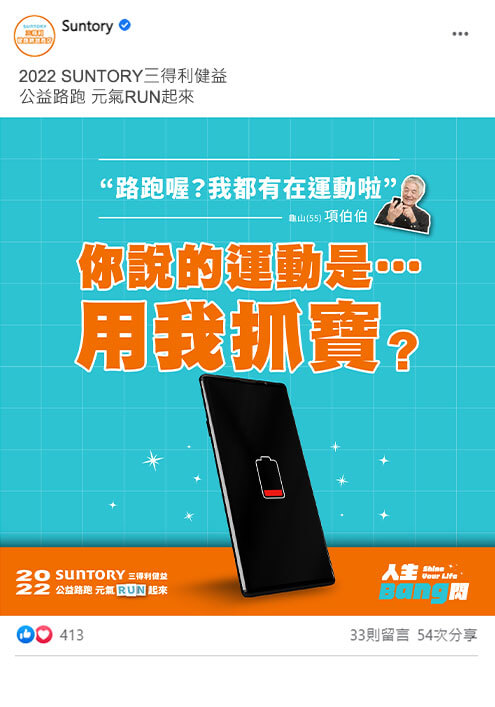 Suntory
2022 SUNTORY三得利健益
公益路跑 元氣RUN起來
“路跑喔？我都有在運動啦”
龜山(55) 項伯伯
你說的運動是…
用我抓寶？
2022 SUNTORY 三得利健益
公益路跑 元氣RUN起來
人生 Shine Your Life
Bang閃
413
33則留言 54次分享